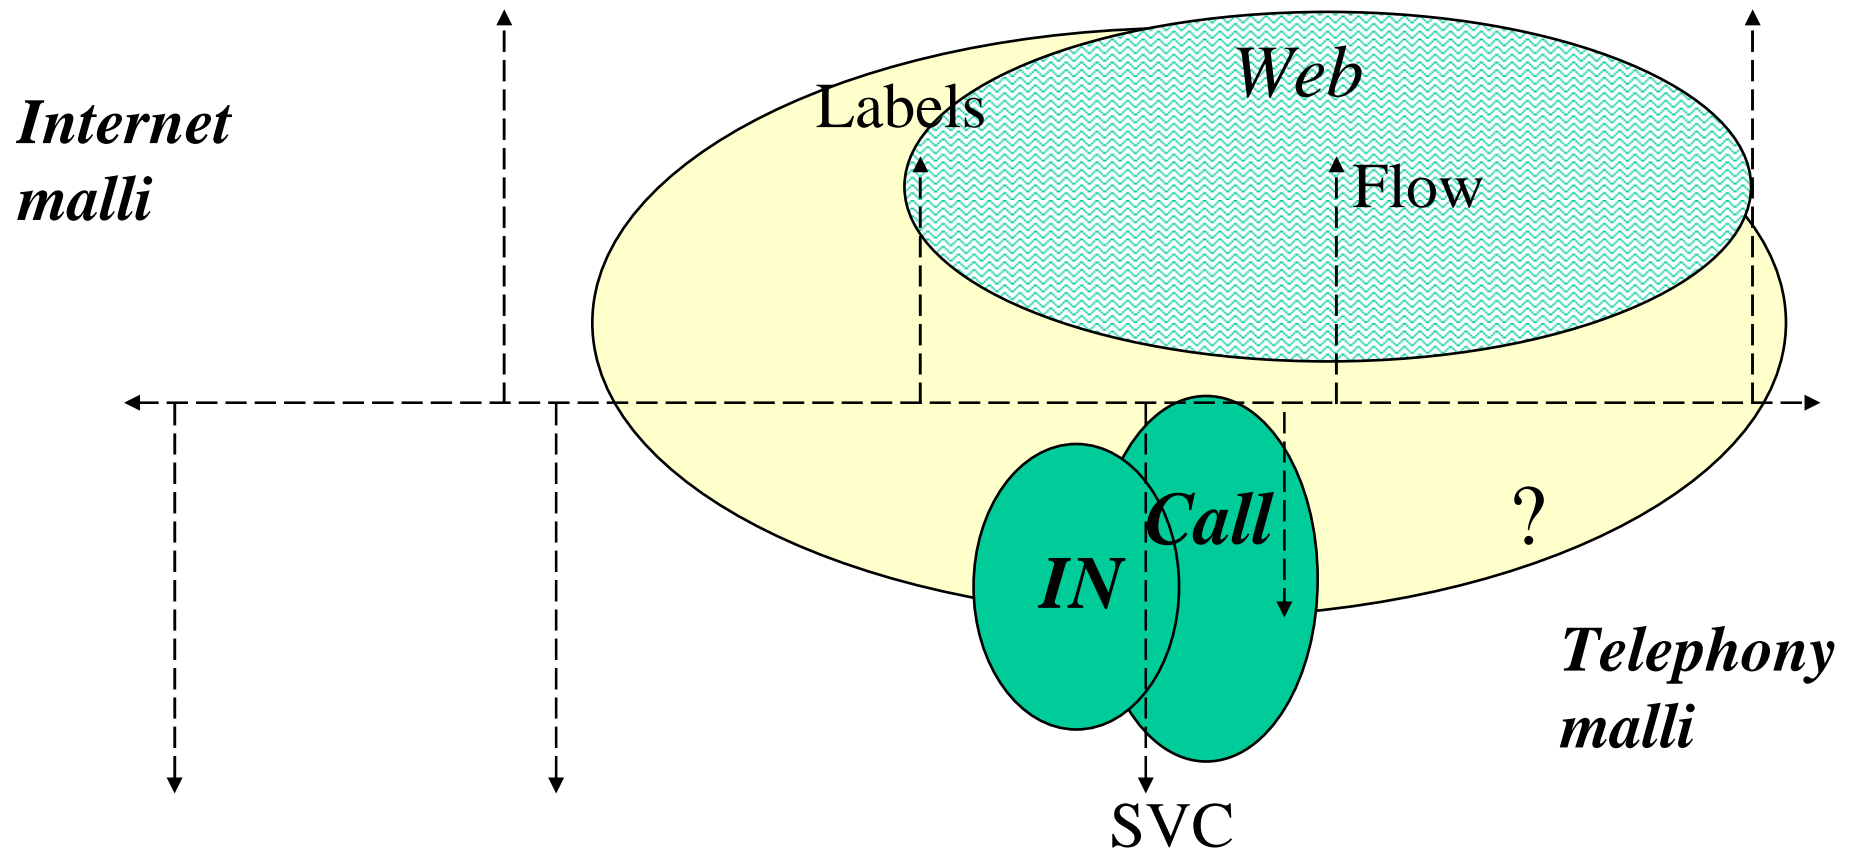 Web
Labels
Internet
malli
Flow
Call
?
IN
Telephony
malli
SVC